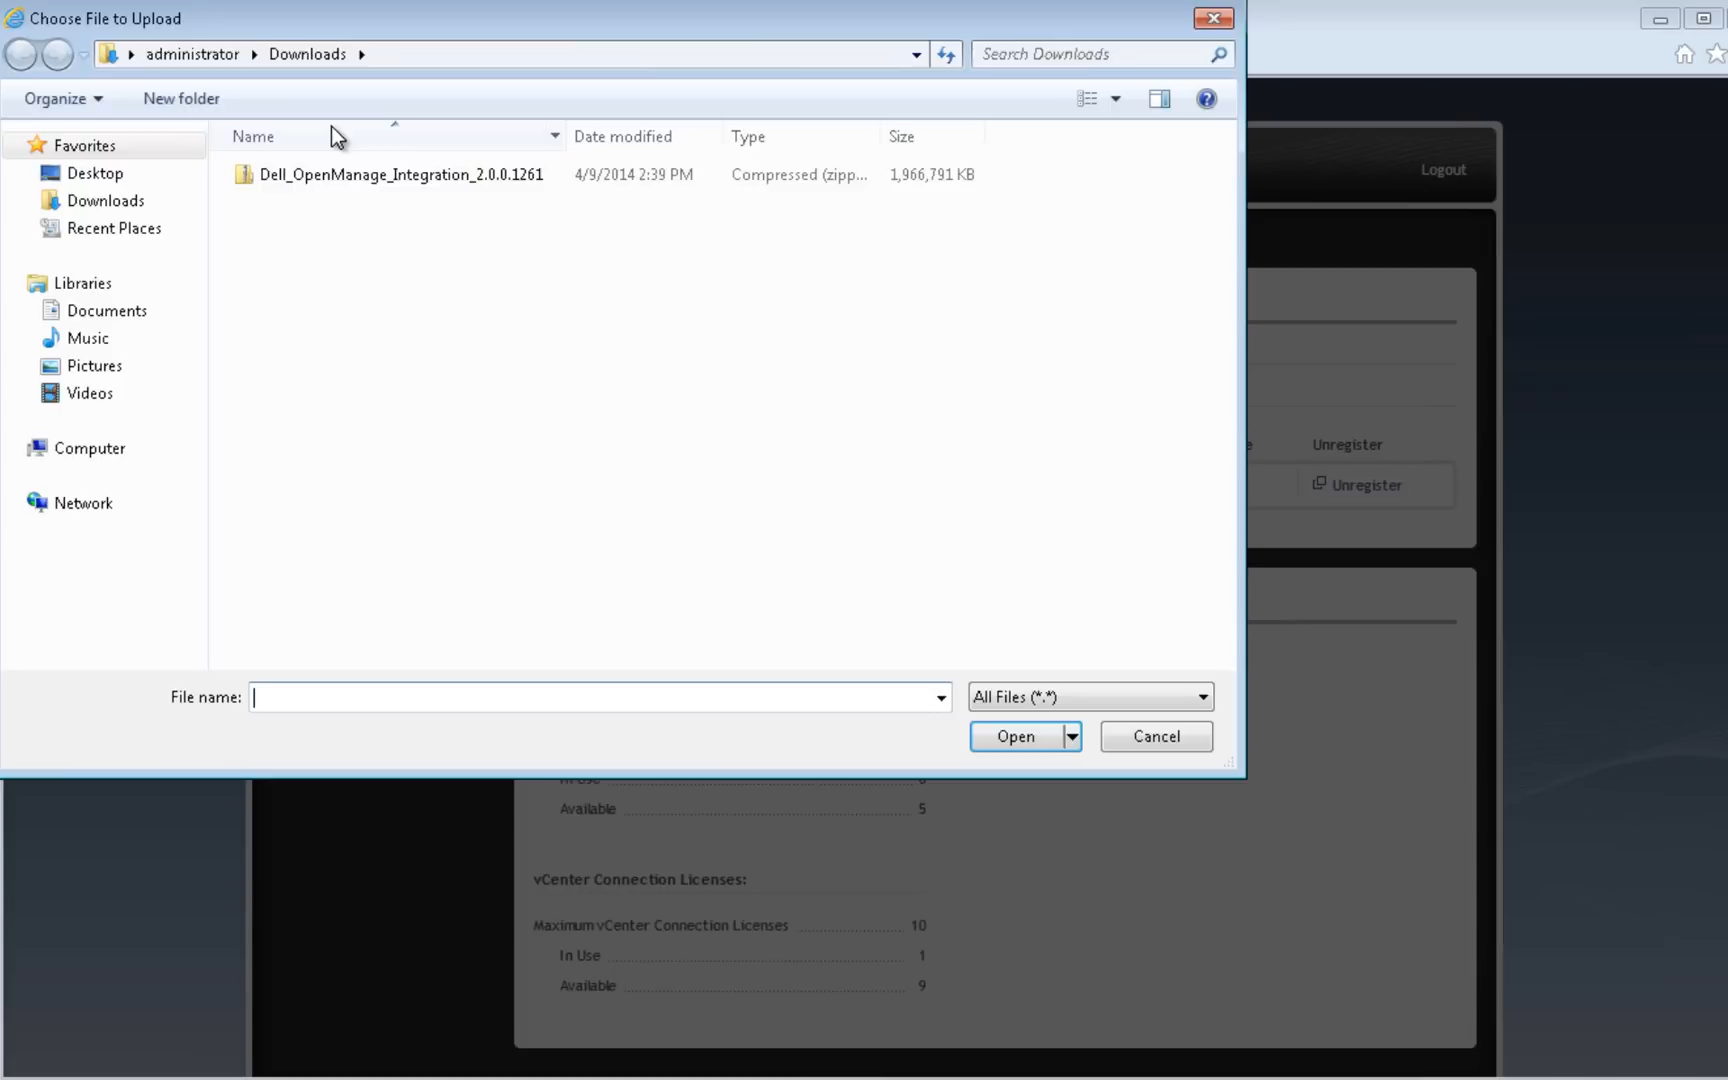 Choose File to Upload
administrator Downloads
Search Downloads
Organize New folder
Name Date modified Type Size
Dell_OpenManage_Integration_2.0.0.1261 4/9/2014 2:39 PM Compressed (zipp... 1,966,791 KB
Favorites
Desktop
Downloads
Recent Places
Libraries
Documents
Music
Pictures
Videos
Computer
Network
File name: All Files (*.*)
Open Cancel
Logout
Unregister
Unregister
Available 5
vCenter Connection Licenses:
Maximum vCenter Connection Licenses 10
In Use 1
Available 9